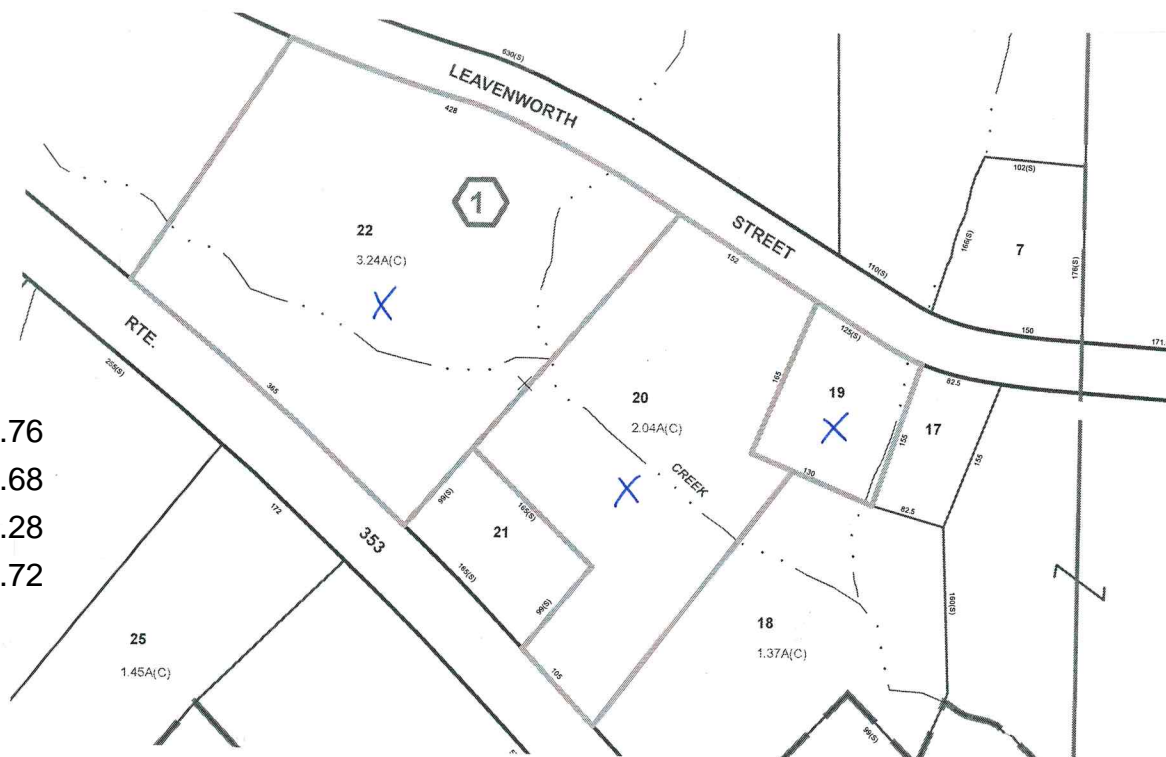 630(S)
LEAVENWORTH
428
1
22
3.24A(C)
STREET
152
110(S)
102(S)
166(S)
7
176(S)
150
171.
RTE.
255(S)
365
165
125(S)
19
82.5
155
17
155
20
2.04A(C)
130
CREEK
82.5
.76
.68
.28
.72
99(S)
165(S)
21
172
353
165(S)
99(S)
105
18
1.37A(C)
160(S)
25
1.45A(C)
99(S)